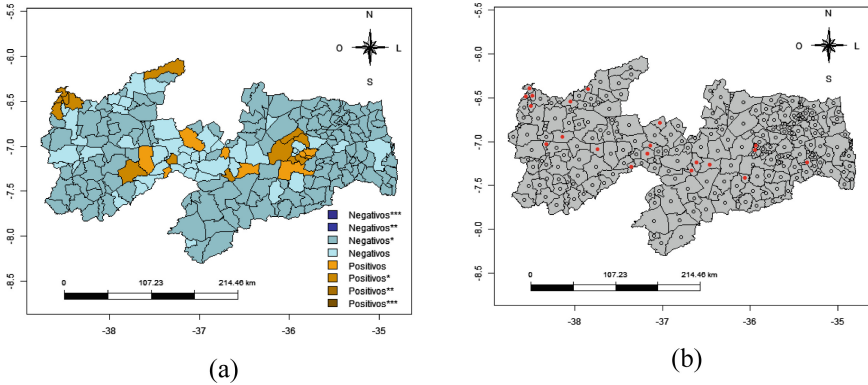 -5.5
-6.0
-6.5
-7.0
-7.5
-8.0
-8.5
N
O
L
S
Negativos***
Negativos**
Negativos*
Negativos
Positivos
Positivos*
Positivos**
Positivos***
0 107.23 214.46 km
-38 -37 -36 -35
(a)
-5.5
-6.0
-6.5
-7.0
-7.5
-8.0
-8.5
N
O
L
S
0 107.23 214.46 km
-38 -37 -36 -35
(b)